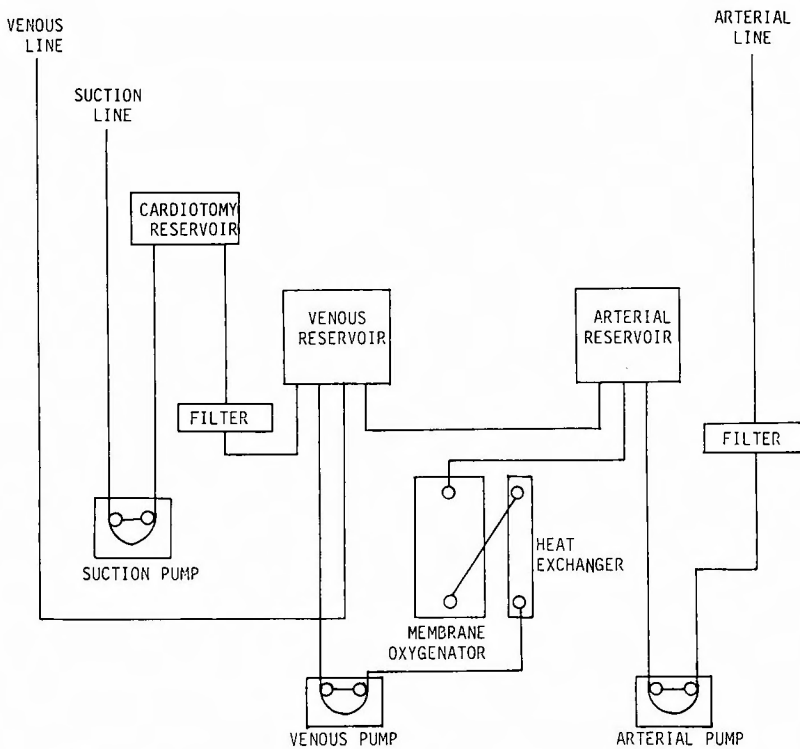 VENOUS
LINE
ARTERIAL
LINE
SUCTION
LINE
CARDIOTOMY
RESERVOIR
VENOUS
RESERVOIR
ARTERIAL
RESERVOIR
FILTER
FILTER
SUCTION PUMP
HEAT
EXCHANGER
MEMBRANE
OXYGENATOR
VENOUS PUMP
ARTERIAL PUMP